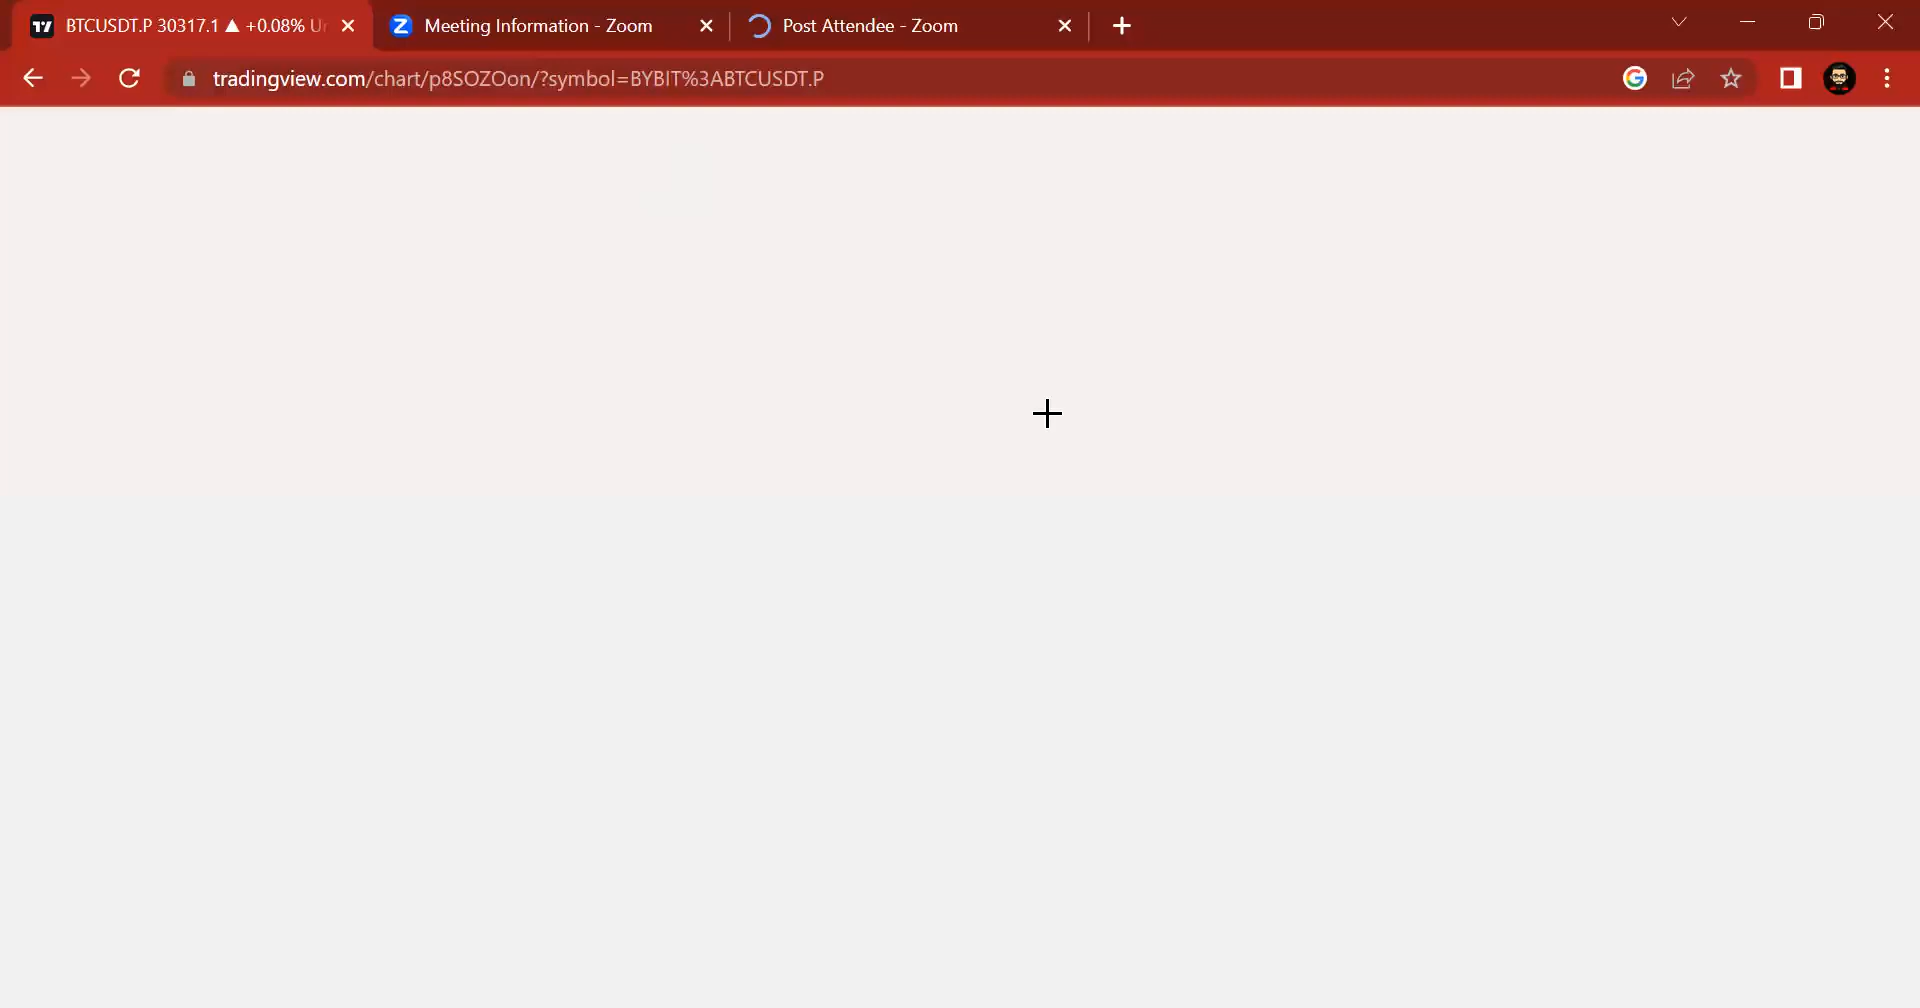 BTCUSDT.P 30317.1 ▲ +0.08%
Meeting Information - Zoom
Post Attendee - Zoom
tradingview.com/chart/p8SOZOon/?symbol=BYBIT%3ABTCUSDT.P